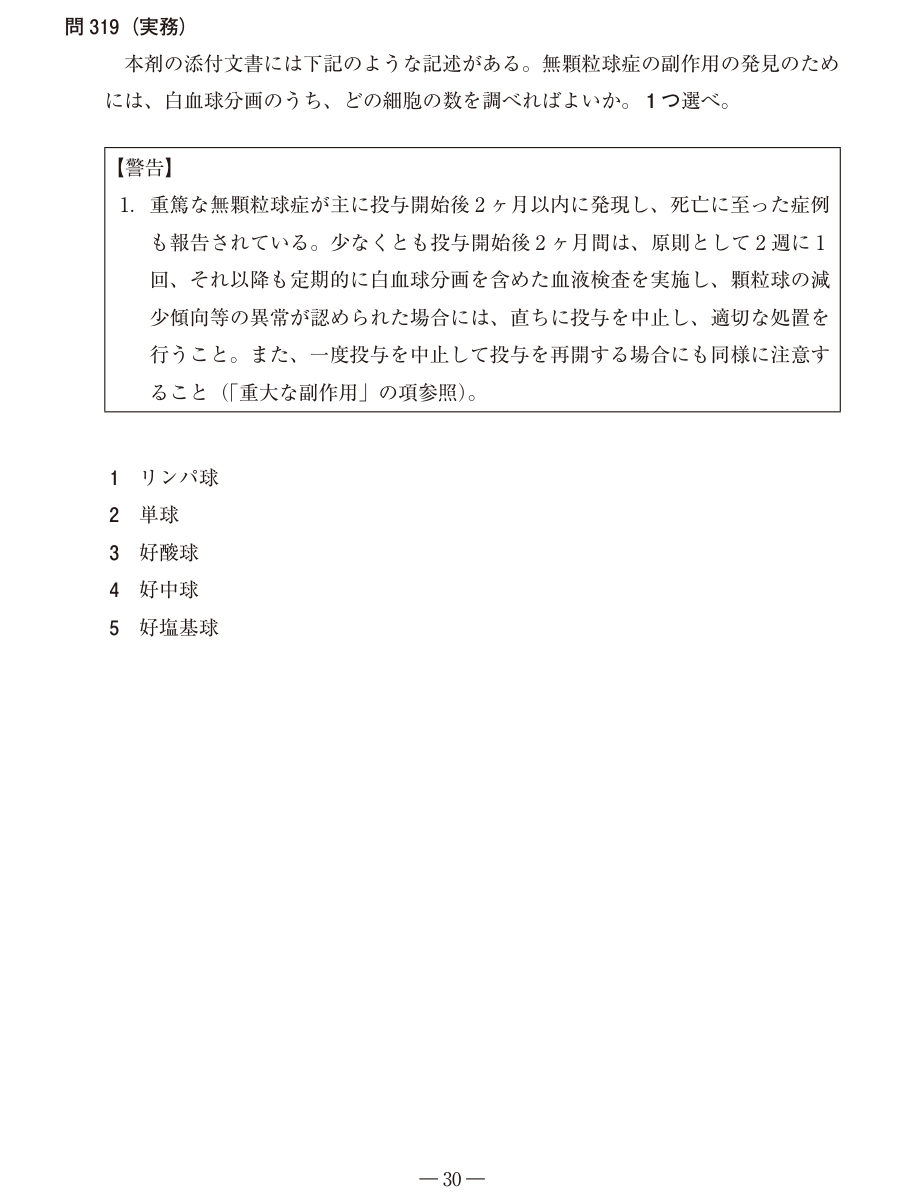 問 319（実務）
本剤の添付文書には下記のような記述がある。無顆粒球症の副作用の発見のため
には、白血球分画のうち、どの細胞の数を調べればよいか。1つ選べ。
【警告】
1. 重篤な無顆粒球症が主に投与開始後2ヶ月以内に発現し、死亡に至った症例
も報告されている。少なくとも投与開始後2ヶ月間は、原則として2週に1
回、それ以降も定期的に白血球分画を含めた血液検査を実施し、顆粒球の減
少傾向等の異常が認められた場合には、直ちに投与を中止し、適切な処置を
行うこと。また、一度投与を中止して投与を再開する場合にも同様に注意す
ること（「重大な副作用」の項参照）。
1 リンパ球
2 単球
3 好酸球
4 好中球
5 好塩基球
― 30 ―